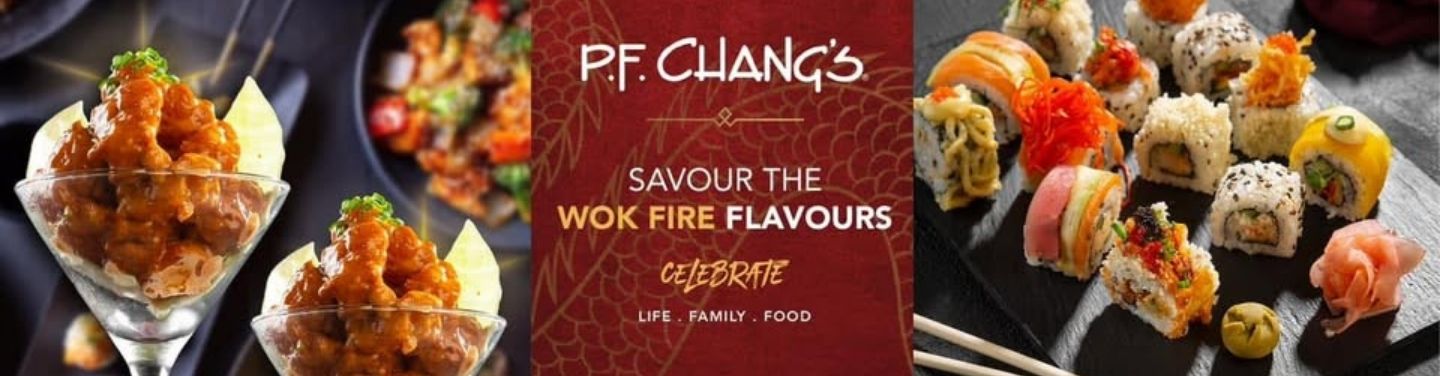 P.F. CHANG'S
SAVOUR THE
WOK FIRE FLAVOURS
CELEBRATE
LIFE . FAMILY . FOOD